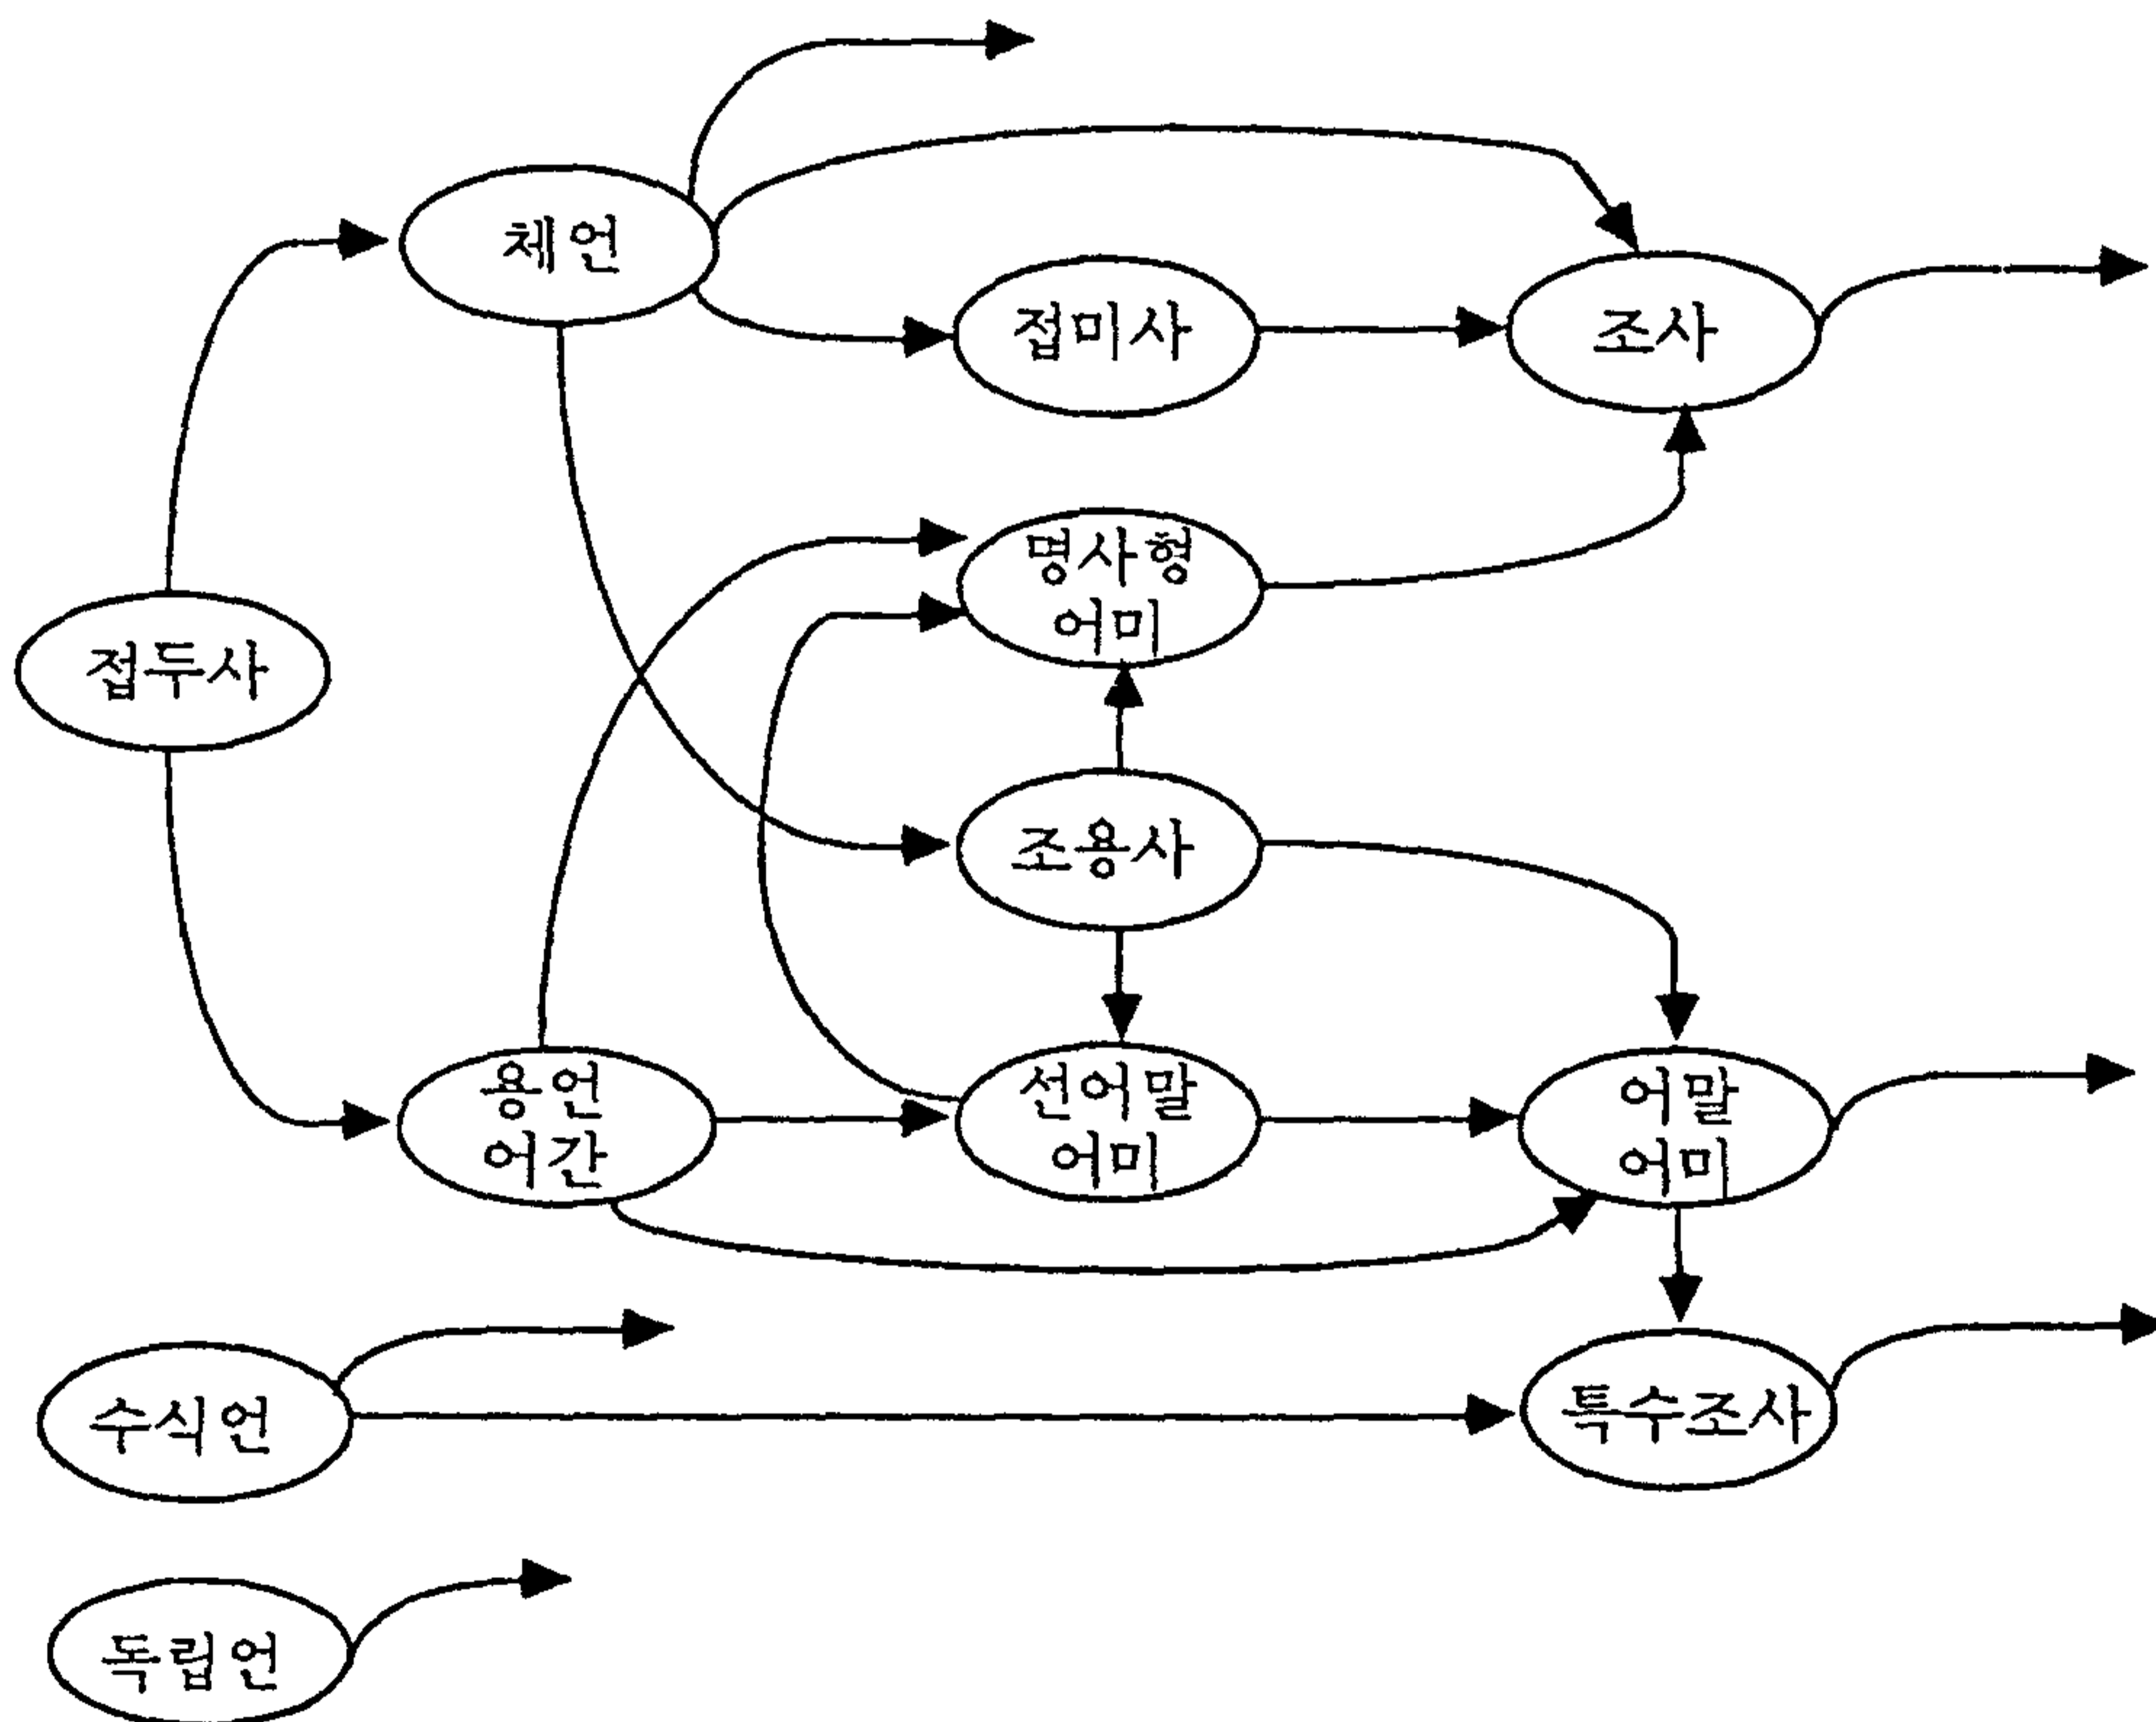 체언
접미사
조사
명사형
어미
접두사
조용사
용언
어간
선어말
어미
어말
어미
수식언
특수조사
독립언